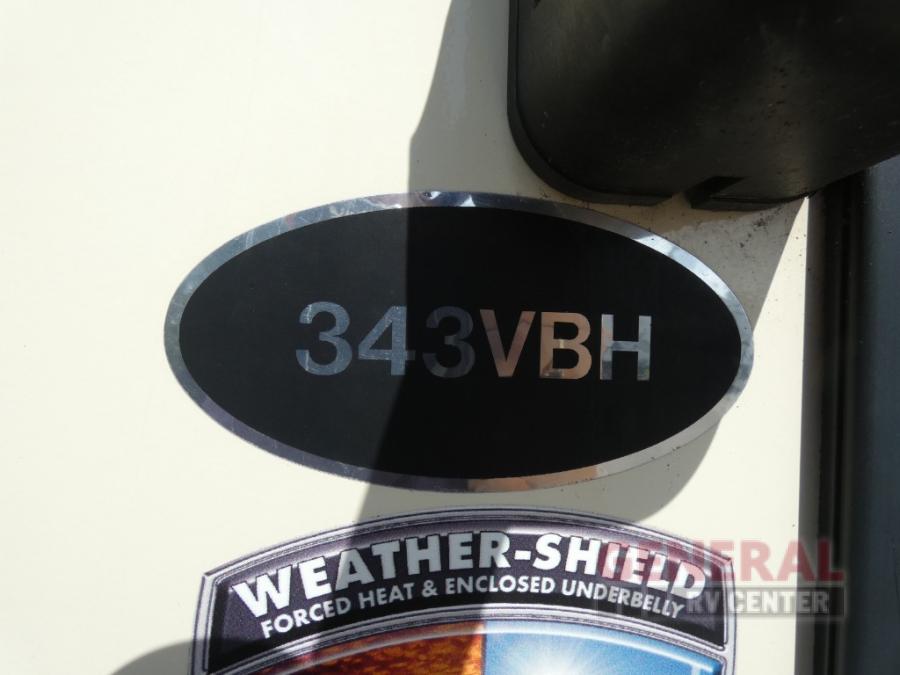 343VBH
WEATHER-SHIELD
FORCED HEAT & ENCLOSED UNDERBELLY
GENERAL
RV CENTER